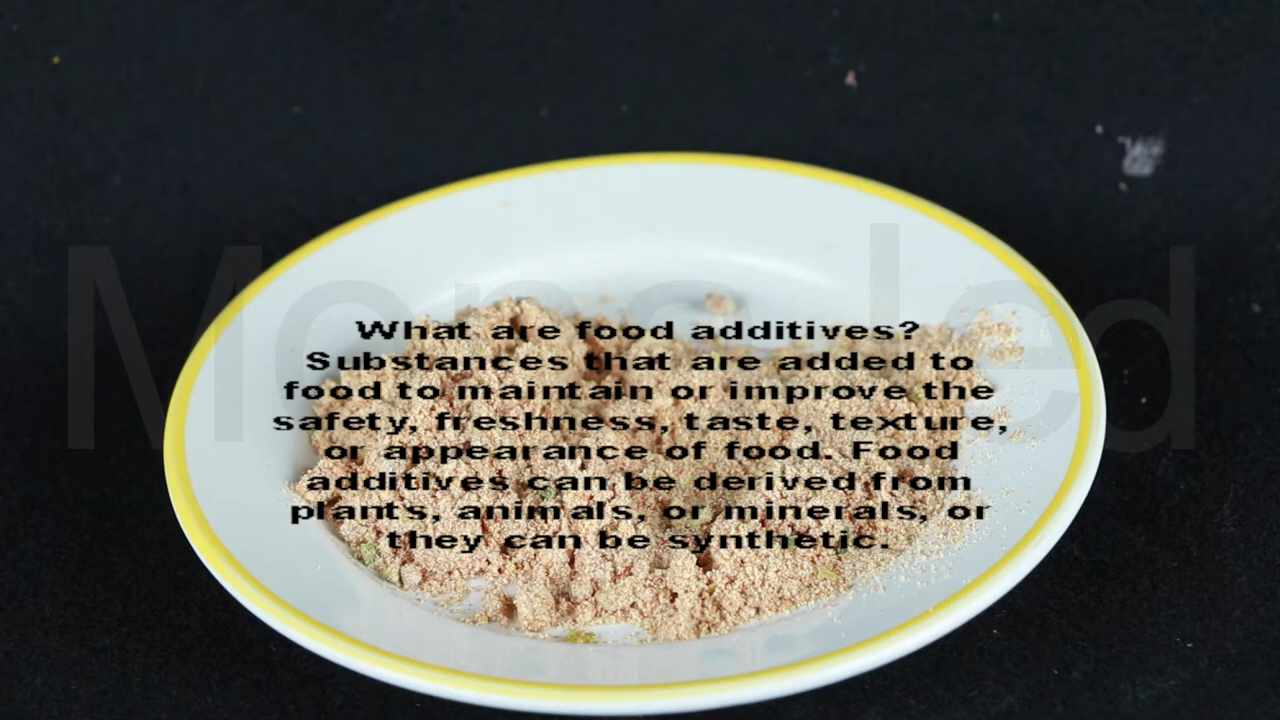 What are food additives?
Substances that are added to
food to maintain or improve the
safety, freshness, taste, texture,
or appearance of food. Food
additives can be derived from
plants, animals, or minerals, or
they can be synthetic.